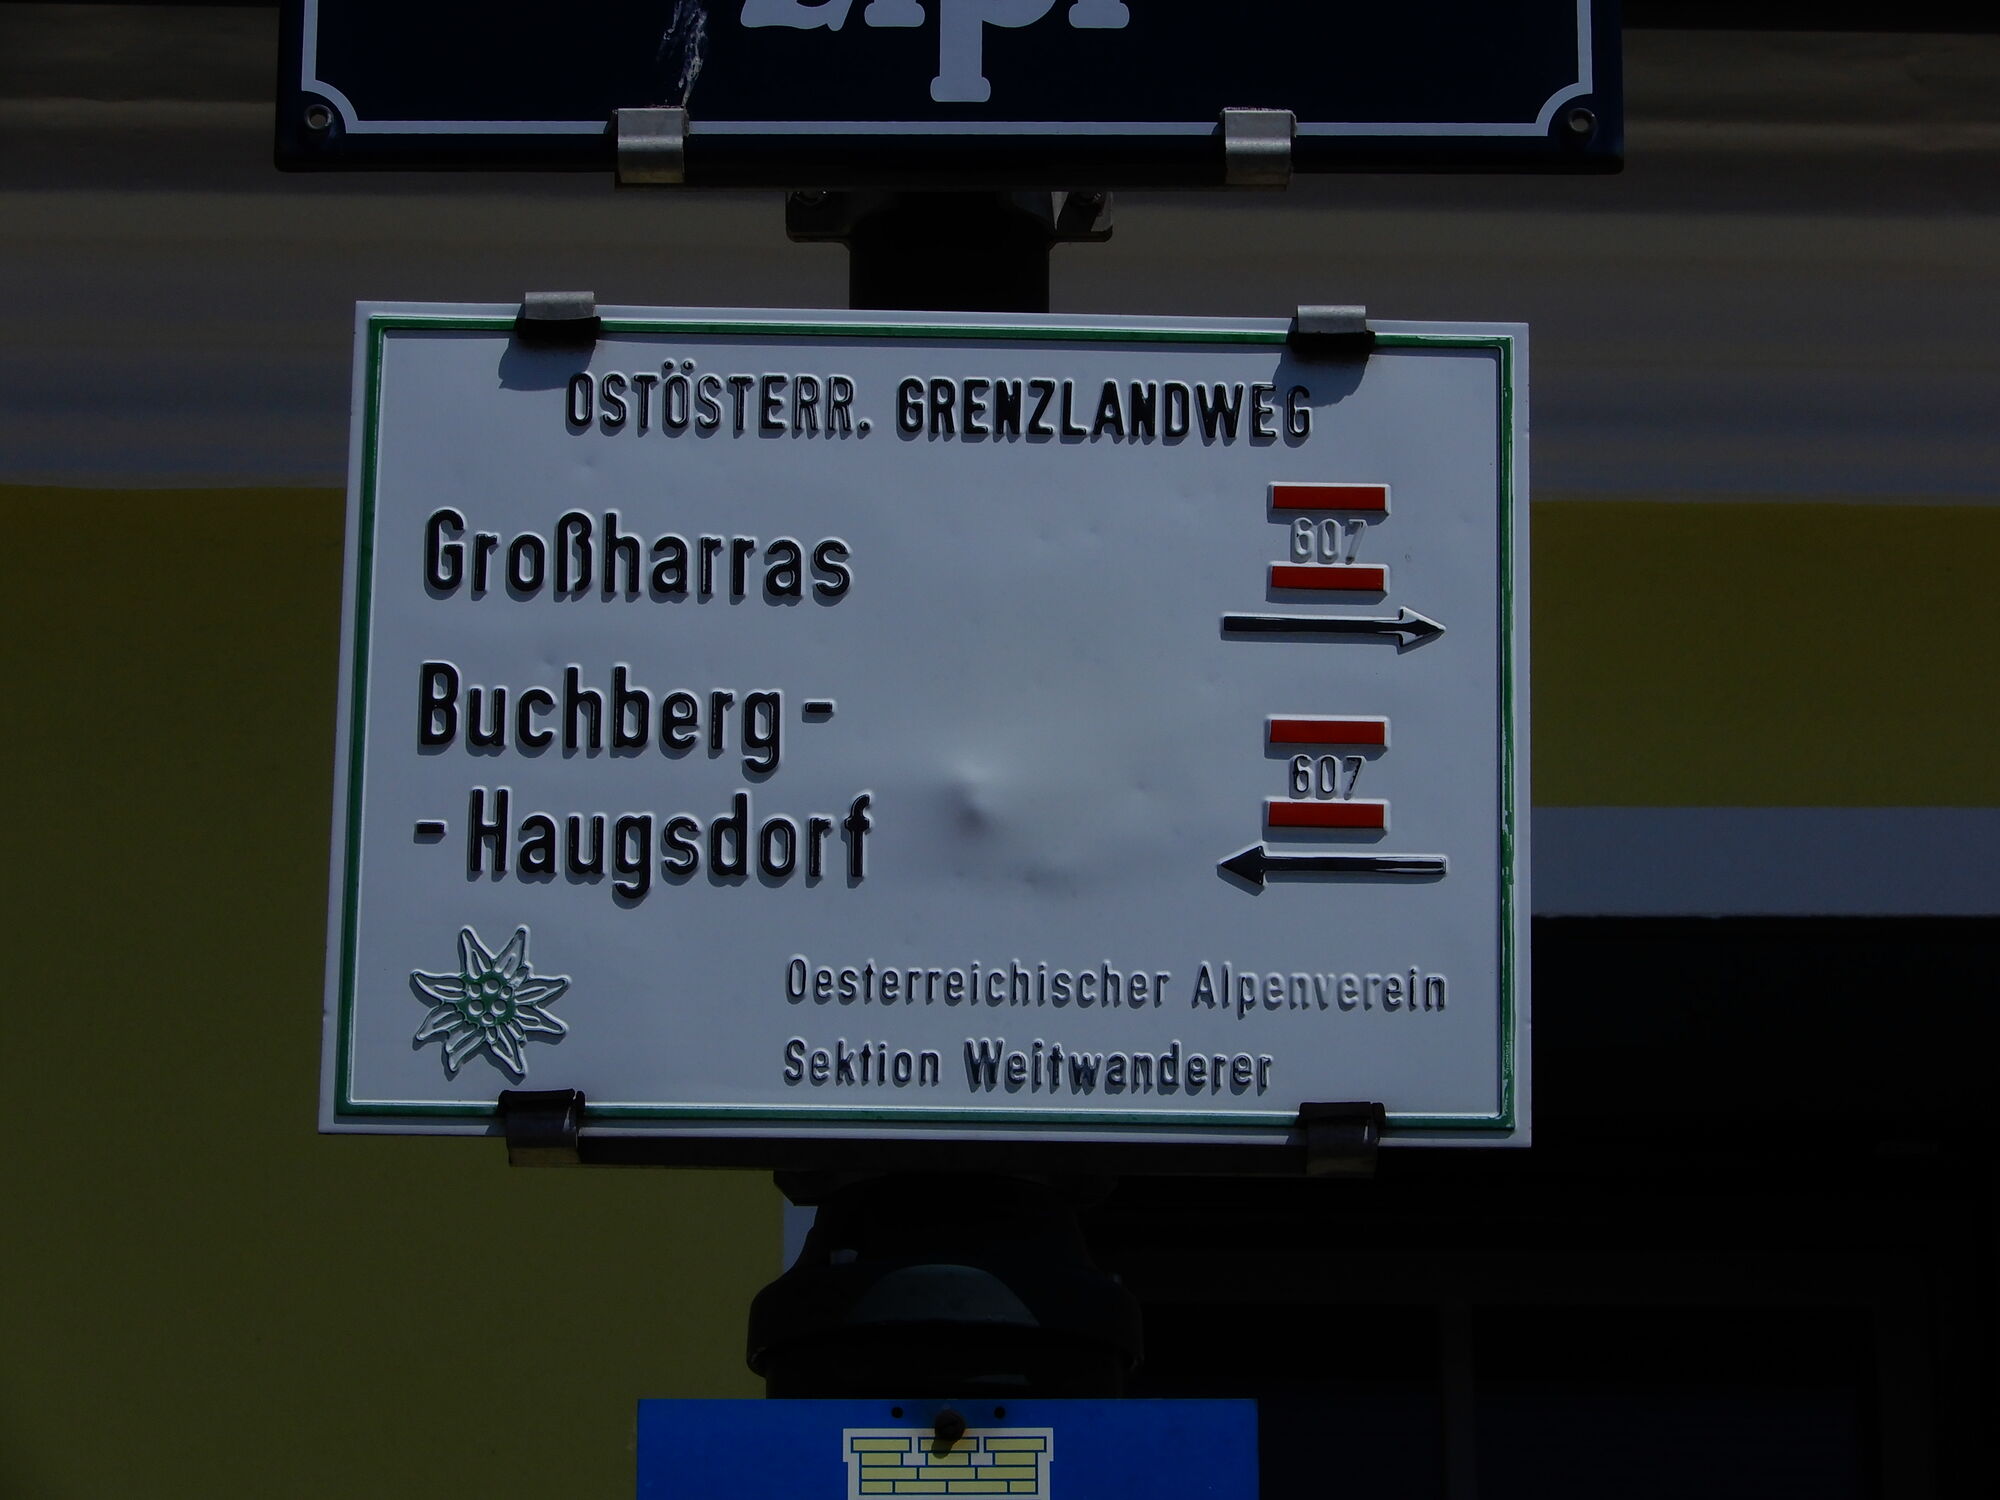 OSTÖSTERR. GRENZLANDWEG
Großharras
607
Buchberg-
-Haugsdorf
607
Oesterreichischer Alpenverein
Sektion Weitwanderer